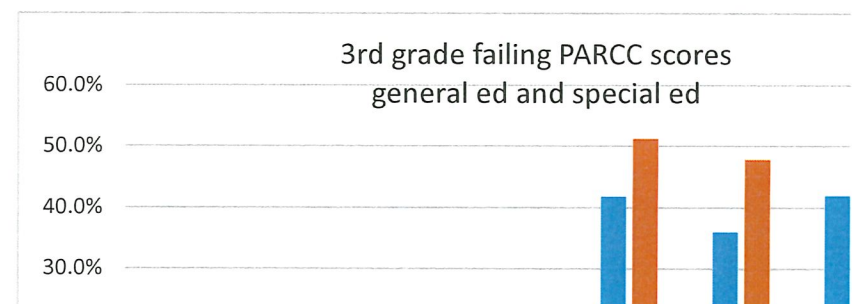 3rd grade failing PARCC scores
general ed and special ed
60.0%
50.0%
40.0%
30.0%